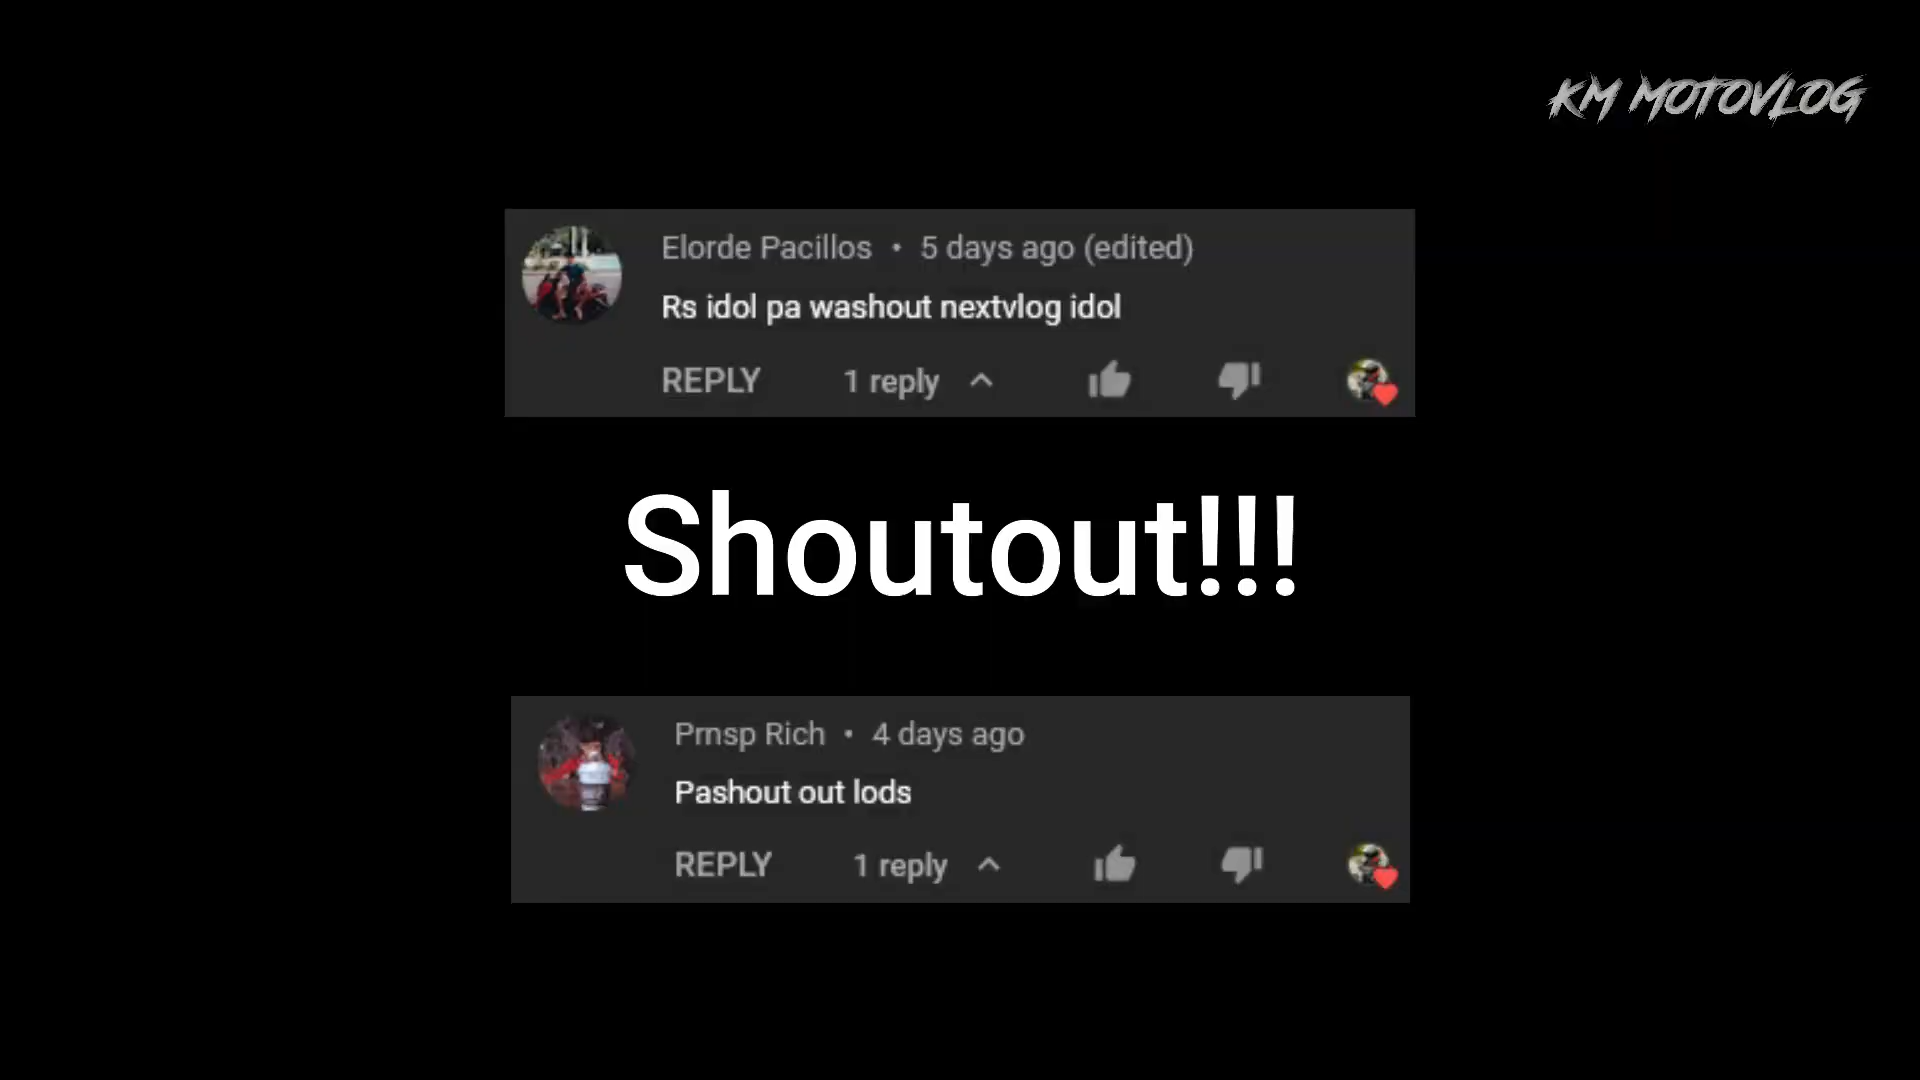 KM MOTOVLOG
Elorde Pacillos • 5 days ago (edited)
Rs idol pa washout nextvlog idol
REPLY 1 reply
Shoutout!!!
Prnsp Rich • 4 days ago
Pashout out lods
REPLY 1 reply